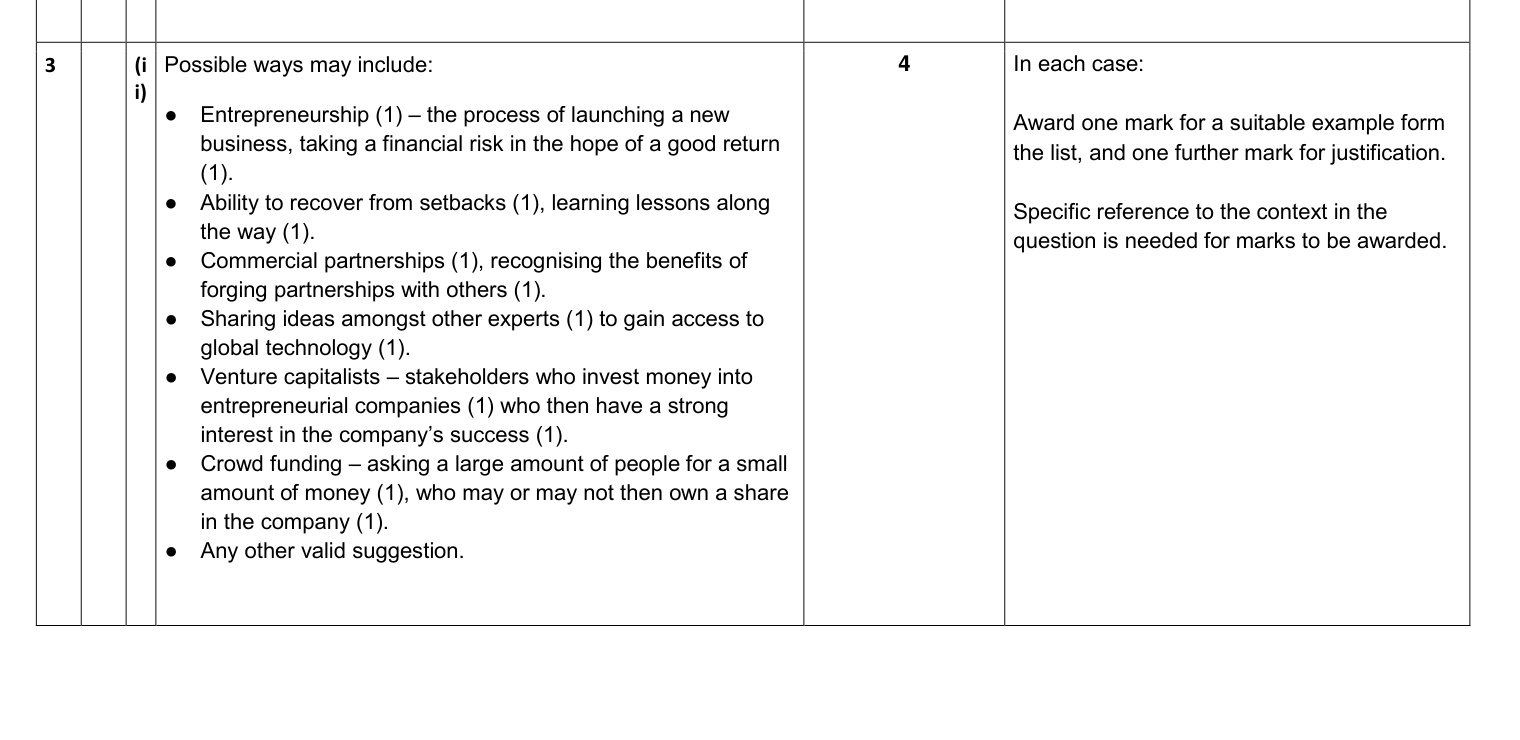 3 (i Possible ways may include: 4 In each case:
i)
● Entrepreneurship (1) – the process of launching a new
business, taking a financial risk in the hope of a good return
(1).
● Ability to recover from setbacks (1), learning lessons along
the way (1).
● Commercial partnerships (1), recognising the benefits of
forging partnerships with others (1).
● Sharing ideas amongst other experts (1) to gain access to
global technology (1).
● Venture capitalists – stakeholders who invest money into
entrepreneurial companies (1) who then have a strong
interest in the company’s success (1).
● Crowd funding – asking a large amount of people for a small
amount of money (1), who may or may not then own a share
in the company (1).
● Any other valid suggestion.
Award one mark for a suitable example form
the list, and one further mark for justification.
Specific reference to the context in the
question is needed for marks to be awarded.